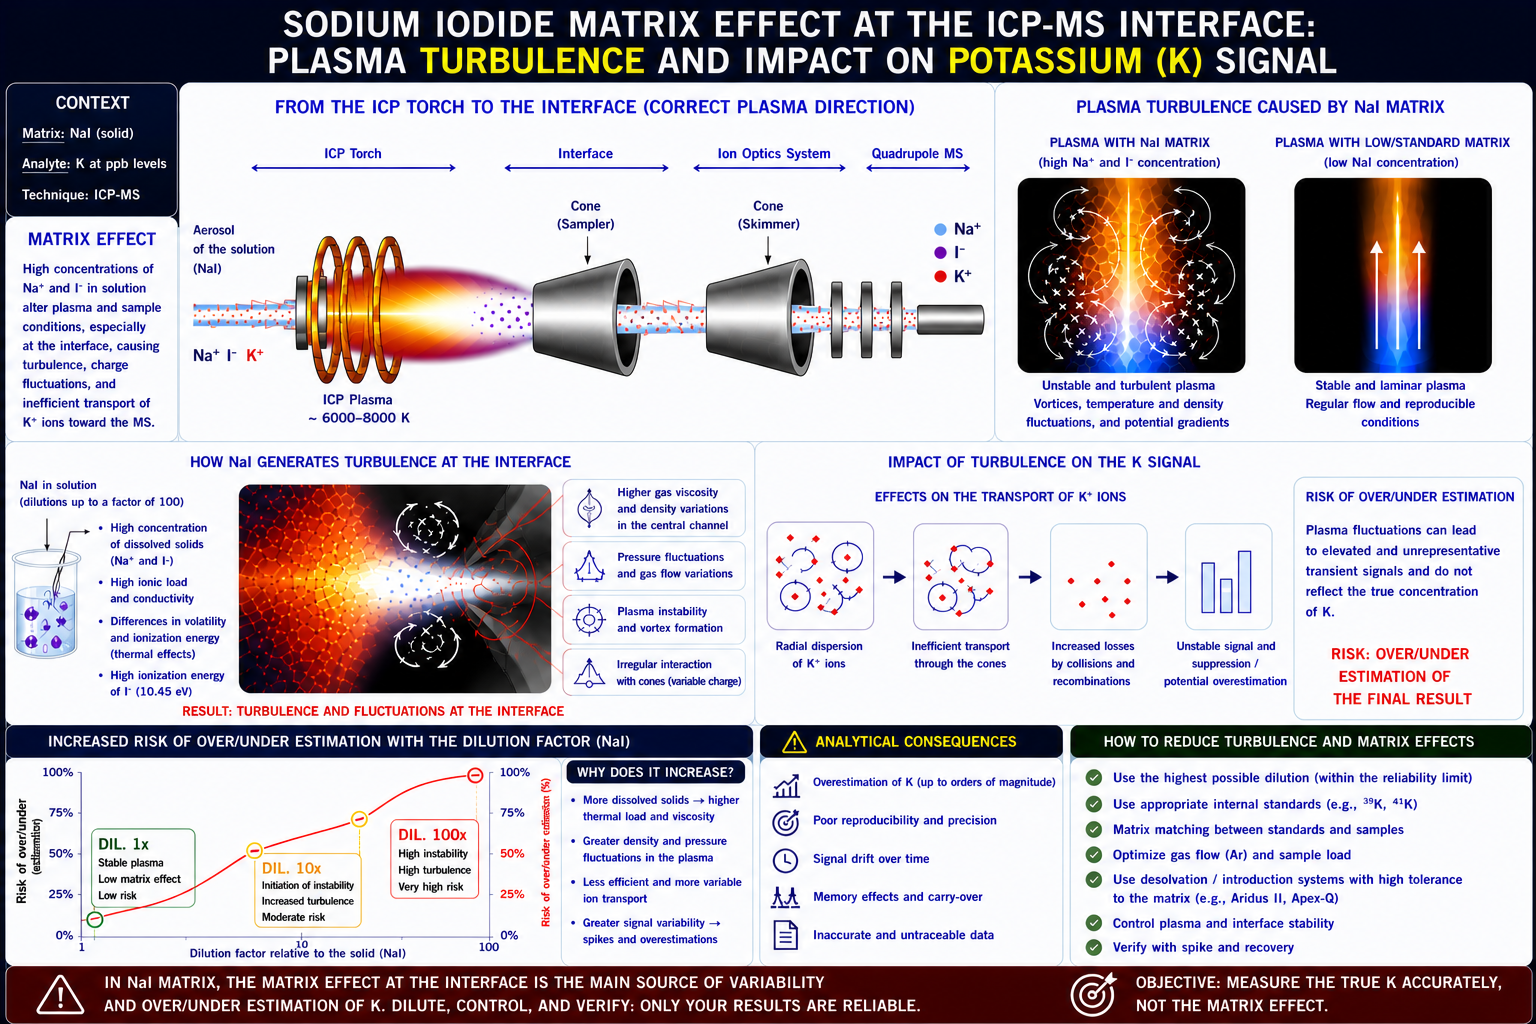 SODIUM IODIDE MATRIX EFFECT AT THE ICP-MS INTERFACE:
PLASMA TURBULENCE AND IMPACT ON POTASSIUM (K) SIGNAL
CONTEXT
Matrix: NaI (solid)
Analyte: K at ppb levels
Technique: ICP-MS
MATRIX EFFECT
High concentrations of
Na⁺ and I⁻ in solution
alter plasma and sample
conditions, especially
at the interface, causing
turbulence, charge
fluctuations, and
inefficient transport of
K⁺ ions toward the MS.
FROM THE ICP TORCH TO THE INTERFACE (CORRECT PLASMA DIRECTION)
ICP Torch
Interface
Ion Optics System
Quadrupole MS
Aerosol
of the solution
(NaI)
Cone
(Sampler)
Cone
(Skimmer)
Na⁺
I⁻
K⁺
Na⁺ I⁻ K⁺
ICP Plasma
~ 6000–8000 K
PLASMA TURBULENCE CAUSED BY NaI MATRIX
PLASMA WITH NaI MATRIX
(high Na⁺ and I⁻ concentration)
PLASMA WITH LOW/STANDARD MATRIX
(low NaI concentration)
Unstable and turbulent plasma
Vortices, temperature and density
fluctuations, and potential gradients
Stable and laminar plasma
Regular flow and reproducible
conditions
HOW NaI GENERATES TURBULENCE AT THE INTERFACE
NaI in solution
(dilutions up to a factor of 100)
• High concentration
of dissolved solids
(Na⁺ and I-)
• High ionic load
and conductivity
• Differences in volatility
and ionization energy
(thermal effects)
• High ionization energy
of I⁻ (10.45 eV)
Higher gas viscosity
and density variations
in the central channel
Pressure fluctuations
and gas flow variations
Plasma instability
and vortex formation
Irregular interaction
with cones (variable charge)
RESULT: TURBULENCE AND FLUCTUATIONS AT THE INTERFACE
IMPACT OF TURBULENCE ON THE K SIGNAL
EFFECTS ON THE TRANSPORT OF K⁺ IONS
Radial dispersion
of K⁺ ions
Inefficient transport
through the cones
Increased losses
by collisions and
recombinations
Unstable signal and
suppression /
potential overestimation
RISK OF OVER/UNDER ESTIMATION
Plasma fluctuations can lead
to elevated and unrepresentative
transient signals and do not
reflect the true concentration
of K.
RISK: OVER/UNDER
ESTIMATION OF
THE FINAL RESULT
INCREASED RISK OF OVER/UNDER ESTIMATION WITH THE DILUTION FACTOR (NaI)
Risk of over/under
100%
75%
50%
25%
0%
DIL. 1x
Stable plasma
Low matrix effect
Low risk
DIL. 10x
Initiation of instability
Increased turbulence
Moderate risk
DIL. 100x
High instability
High turbulence
Very high risk
100%
75%
50%
25%
0%
Risk of over/under (%)
1
10
100
Dilution factor relative to the solid (NaI)
WHY DOES IT INCREASE?
• More dissolved solids → higher
thermal load and viscosity
• Greater density and pressure
fluctuations in the plasma
• Less efficient and more variable
ion transport
• Greater signal variability →
spikes and overestimations
ANALYTICAL CONSEQUENCES
Overestimation of K (up to orders of magnitude)
Poor reproducibility and precision
Signal drift over time
Memory effects and carry-over
Inaccurate and untraceable data
HOW TO REDUCE TURBULENCE AND MATRIX EFFECTS
Use the highest possible dilution (within the reliability limit)
Use appropriate internal standards (e.g., ³⁹K, ⁴¹K)
Matrix matching between standards and samples
Optimize gas flow (Ar) and sample load
Use desolvation / introduction systems with high tolerance
to the matrix (e.g., Aridus II, Apex-Q)
Control plasma and interface stability
Verify with spike and recovery
IN NaI MATRIX, THE MATRIX EFFECT AT THE INTERFACE IS THE MAIN SOURCE OF VARIABILITY
AND OVER/UNDER ESTIMATION OF K. DILUTE, CONTROL, AND VERIFY: ONLY YOUR RESULTS ARE RELIABLE.
OBJECTIVE: MEASURE THE TRUE K ACCURATELY,
NOT THE MATRIX EFFECT.